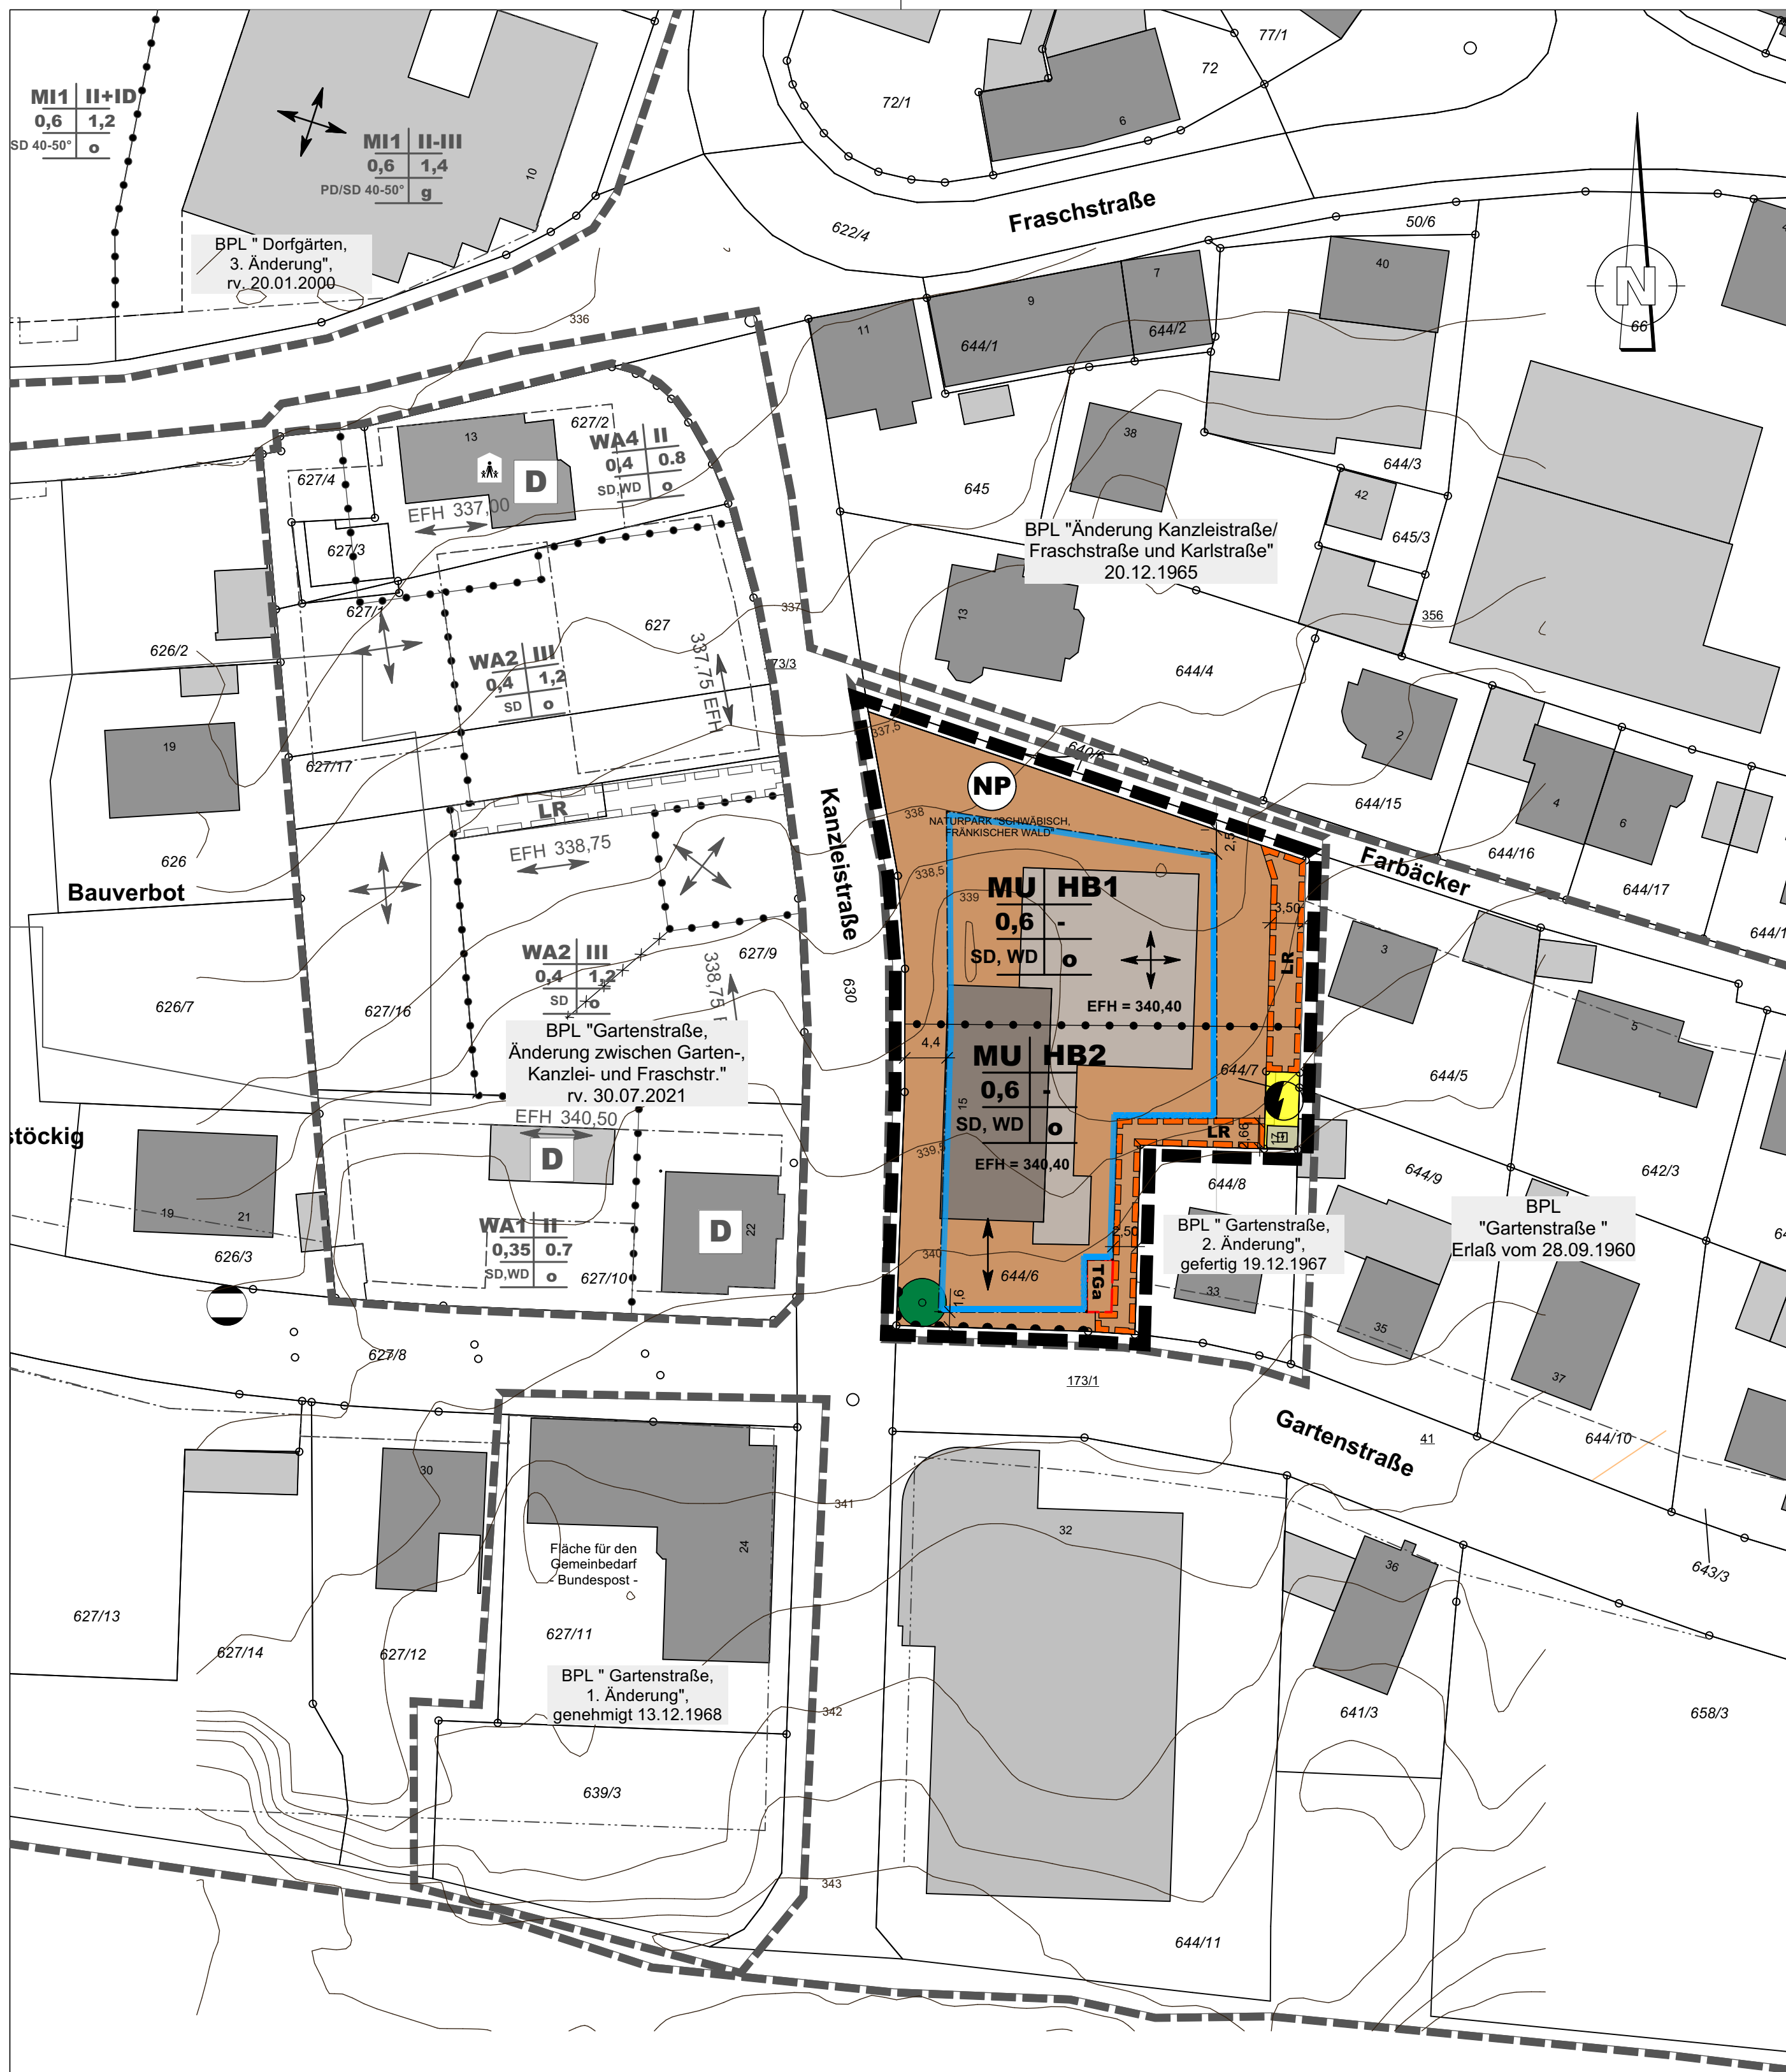 77/1
72
72/1
6
MI1 II+ID
0,6 1,2
SD 40-50° o
MI1 II-III
0,6 1,4
PD/SD 40-50° g
10
Fraschstraße
622/4
50/6
BPL " Dorfgärten,
3. Änderung",
rv. 20.01.2000
336
40
7
9
11
644/2
644/1
N
66
38
644/3
42
645/3
645
627/2
13
WA4 II
0,4 0.8
SD,WD o
D
627/4
EFH 337,00
627/3
BPL "Änderung Kanzleistraße/
Fraschstraße und Karlstraße"
20.12.1965
13
356
627/1
337
627
626/2
WA2 III
0,4 1,2
SD o
337,75 EFH
173/3
644/4
337,5
2
19
627/17
640/6
NP
NATURPARK "SCHWÄBISCH,
FRÄNKISCHER WALD"
338
644/15
4
6
LR
EFH 338,75
Kanzleistraße
626
Bauverbot
Farbäcker
644/16
644/17
644/1
338,5
339
MU HB1
0,6 -
SD, WD o
EFH = 340,40
3,50
LR
3
WA2 III
0,4 1,2
SD o
338,75
627/9
630
626/7
627/16
BPL "Gartenstraße,
Änderung zwischen Garten-,
Kanzlei- und Fraschstr."
rv. 30.07.2021
4,4
MU HB2
0,6 -
SD, WD o
EFH = 340,40
15
644/7
644/5
5
EFH 340,50
stöckig
D
339,5
LR
2,66
17
644/8
644/9
642/3
19
21
626/3
WA1 II
0,35 0.7
SD,WD o
627/10
D
22
340
644/6
2,50
TGa
1,6
BPL " Gartenstraße,
2. Änderung",
gefertig 19.12.1967
BPL
"Gartenstraße "
Erlaß vom 28.09.1960
33
35
37
627/8
173/1
Gartenstraße
41
644/10
30
341
24
32
36
Fläche für den
Gemeinbedarf
- Bundespost -
643/3
627/13
627/14
627/12
627/11
BPL " Gartenstraße,
1. Änderung",
genehmigt 13.12.1968
342
641/3
658/3
639/3
343
644/11